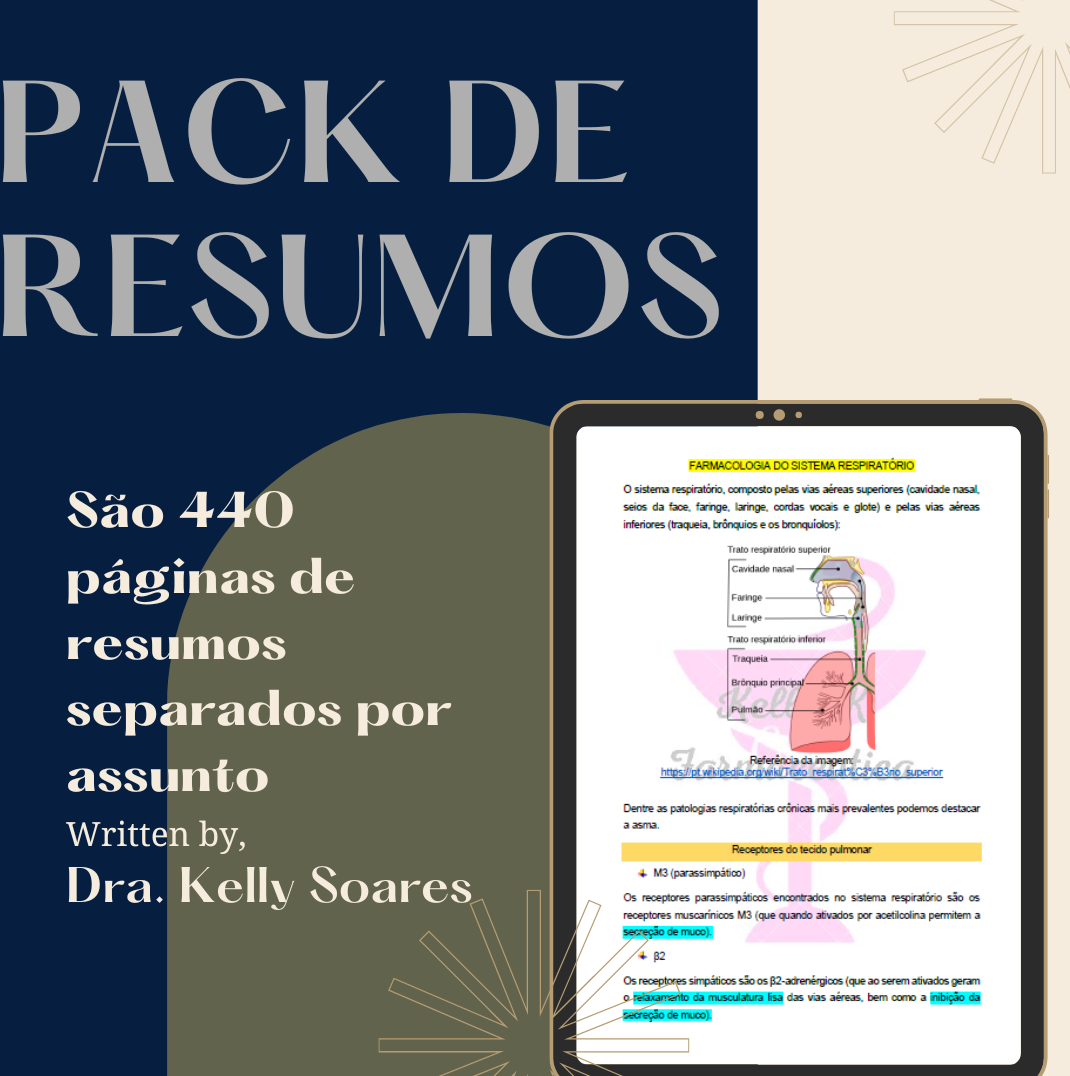 PACK DE
RESUMOS
São 440
páginas de
resumos
separados por
assunto
Written by,
Dra. Kelly Soares
FARMACOLOGIA DO SISTEMA RESPIRATÓRIO
O sistema respiratório, composto pelas vias aéreas superiores (cavidade nasal,
seios da face, faringe, laringe, cordas vocais e glote) e pelas vias aéreas
inferiores (traqueia, brônquios e os bronquíolos):
Trato respiratório superior
Cavidade nasal
Faringe
Laringe
Trato respiratório inferior
Traqueia
Brônquio principal
Pulmão
Referência da imagem:
https://pt.wikipedia.org/wiki/Trato_respirat%C3%B3rio_superior
Dentre as patologias respiratórias crônicas mais prevalentes podemos destacar
a asma.
Receptores do tecido pulmonar
M3 (parassimpático)
Os receptores parassimpáticos encontrados no sistema respiratório são os
receptores muscarínicos M3 (que quando ativados por acetilcolina permitem a
secreção de muco).
β2
Os receptores simpáticos são os β2-adrenérgicos (que ao serem ativados geram
o relaxamento da musculatura lisa das vias aéreas, bem como a inibição da
secreção de muco).